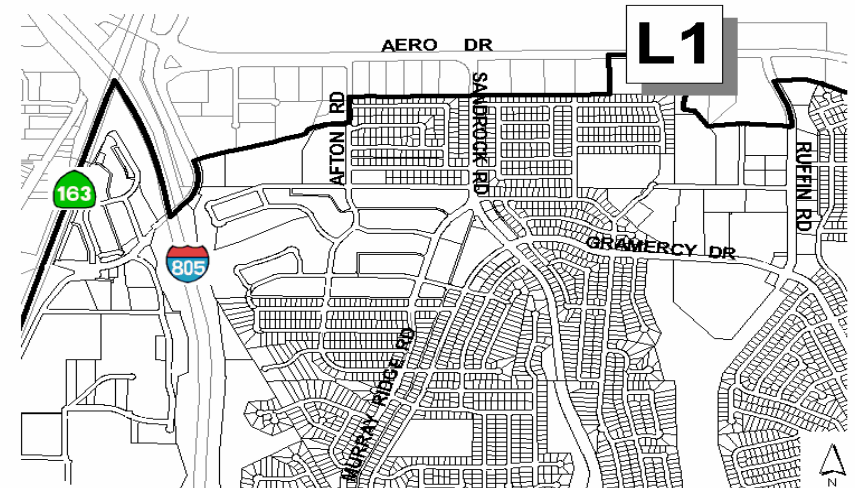 AERO DR
L1
SANDROCK RD
AFTON RD
163
RUFFIN RD
GRAMERCY DR
805
MURRAY RIDGE RD
N